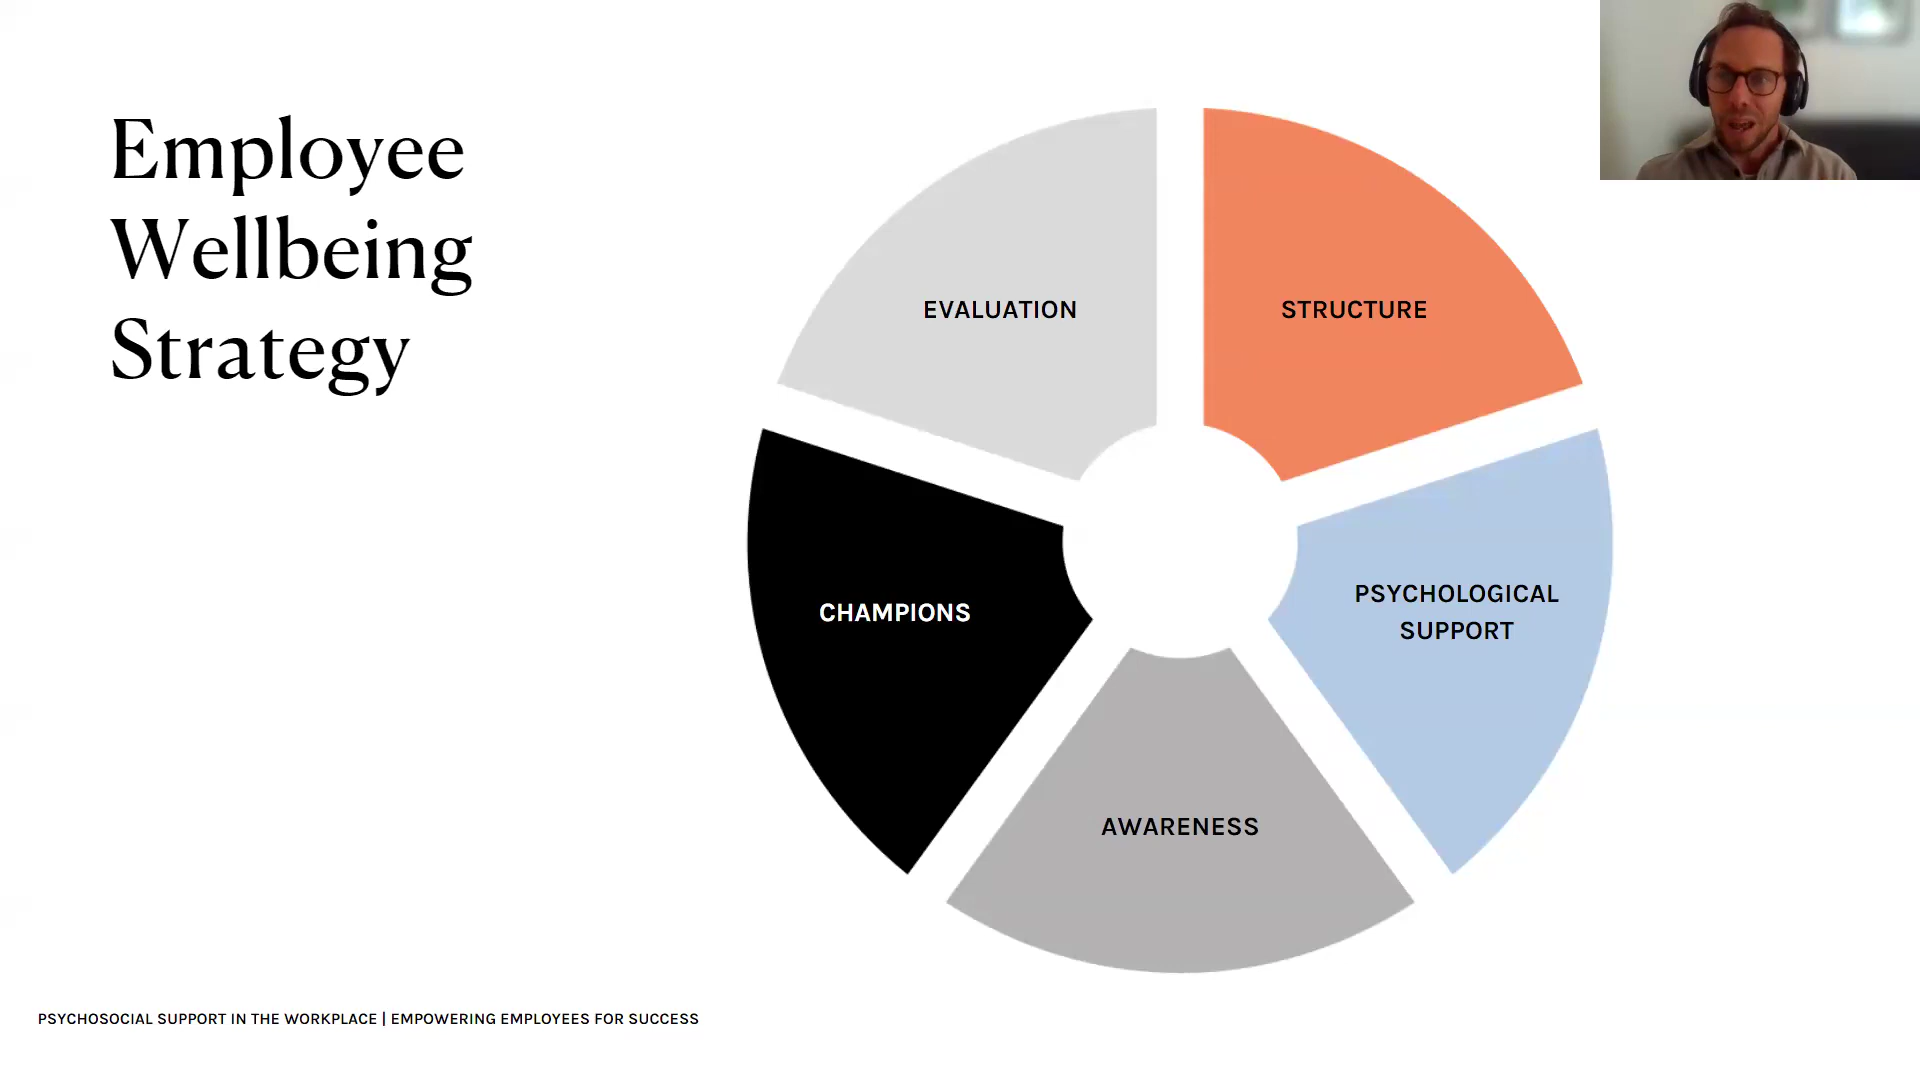 Employee
Wellbeing
Strategy
EVALUATION
STRUCTURE
CHAMPIONS
PSYCHOLOGICAL
SUPPORT
AWARENESS
PSYCHOSOCIAL SUPPORT IN THE WORKPLACE | EMPOWERING EMPLOYEES FOR SUCCESS